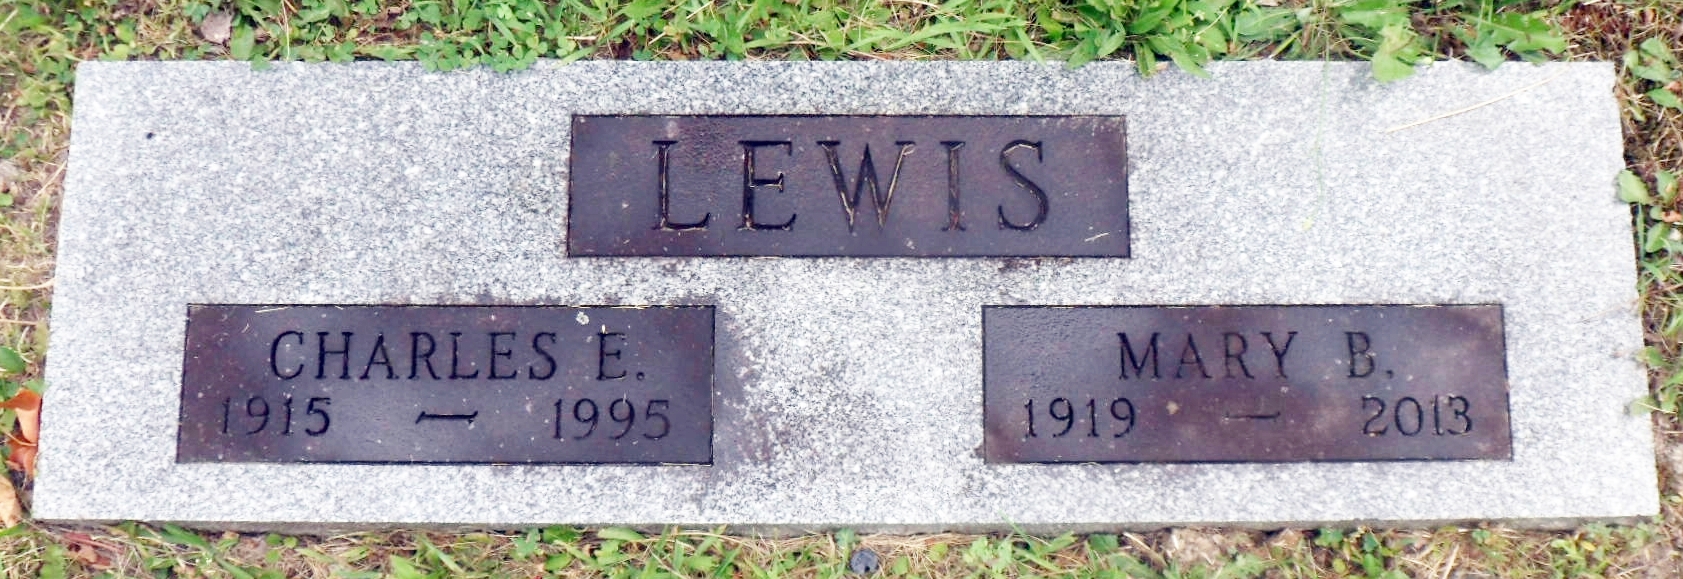 LEWIS
CHARLES E.
1915 — 1995
MARY B.
1919 — 2013